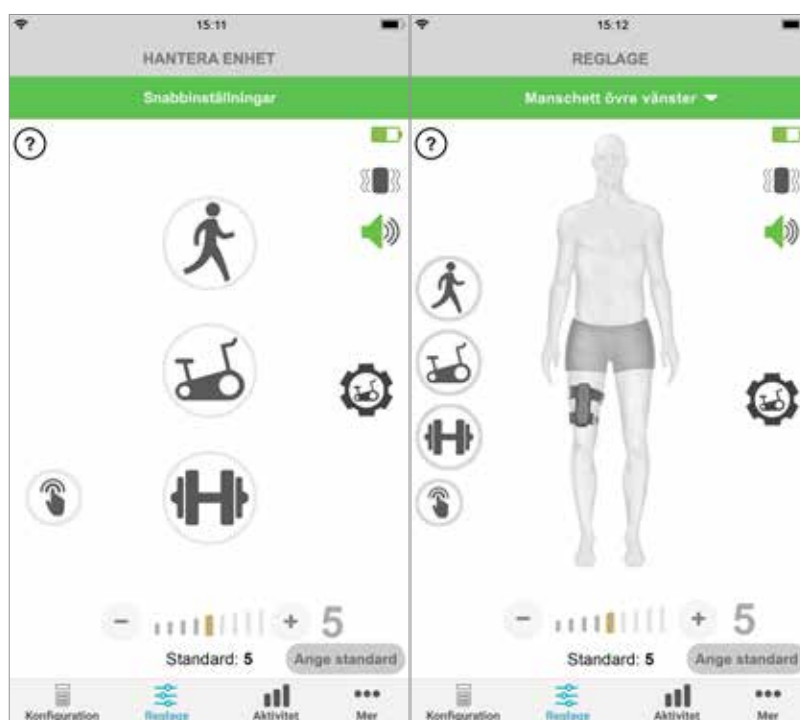 15:11
HANTERA ENHET
Snabbinställningar
?
5
Standard: 5
Ange standard
Konfiguration
Reglage
Aktivitet
Mer
15:12
REGLAGE
Manschett övre vänster
?
5
Standard: 5
Ange standard
Konfiguration
Reglage
Aktivitet
Mer